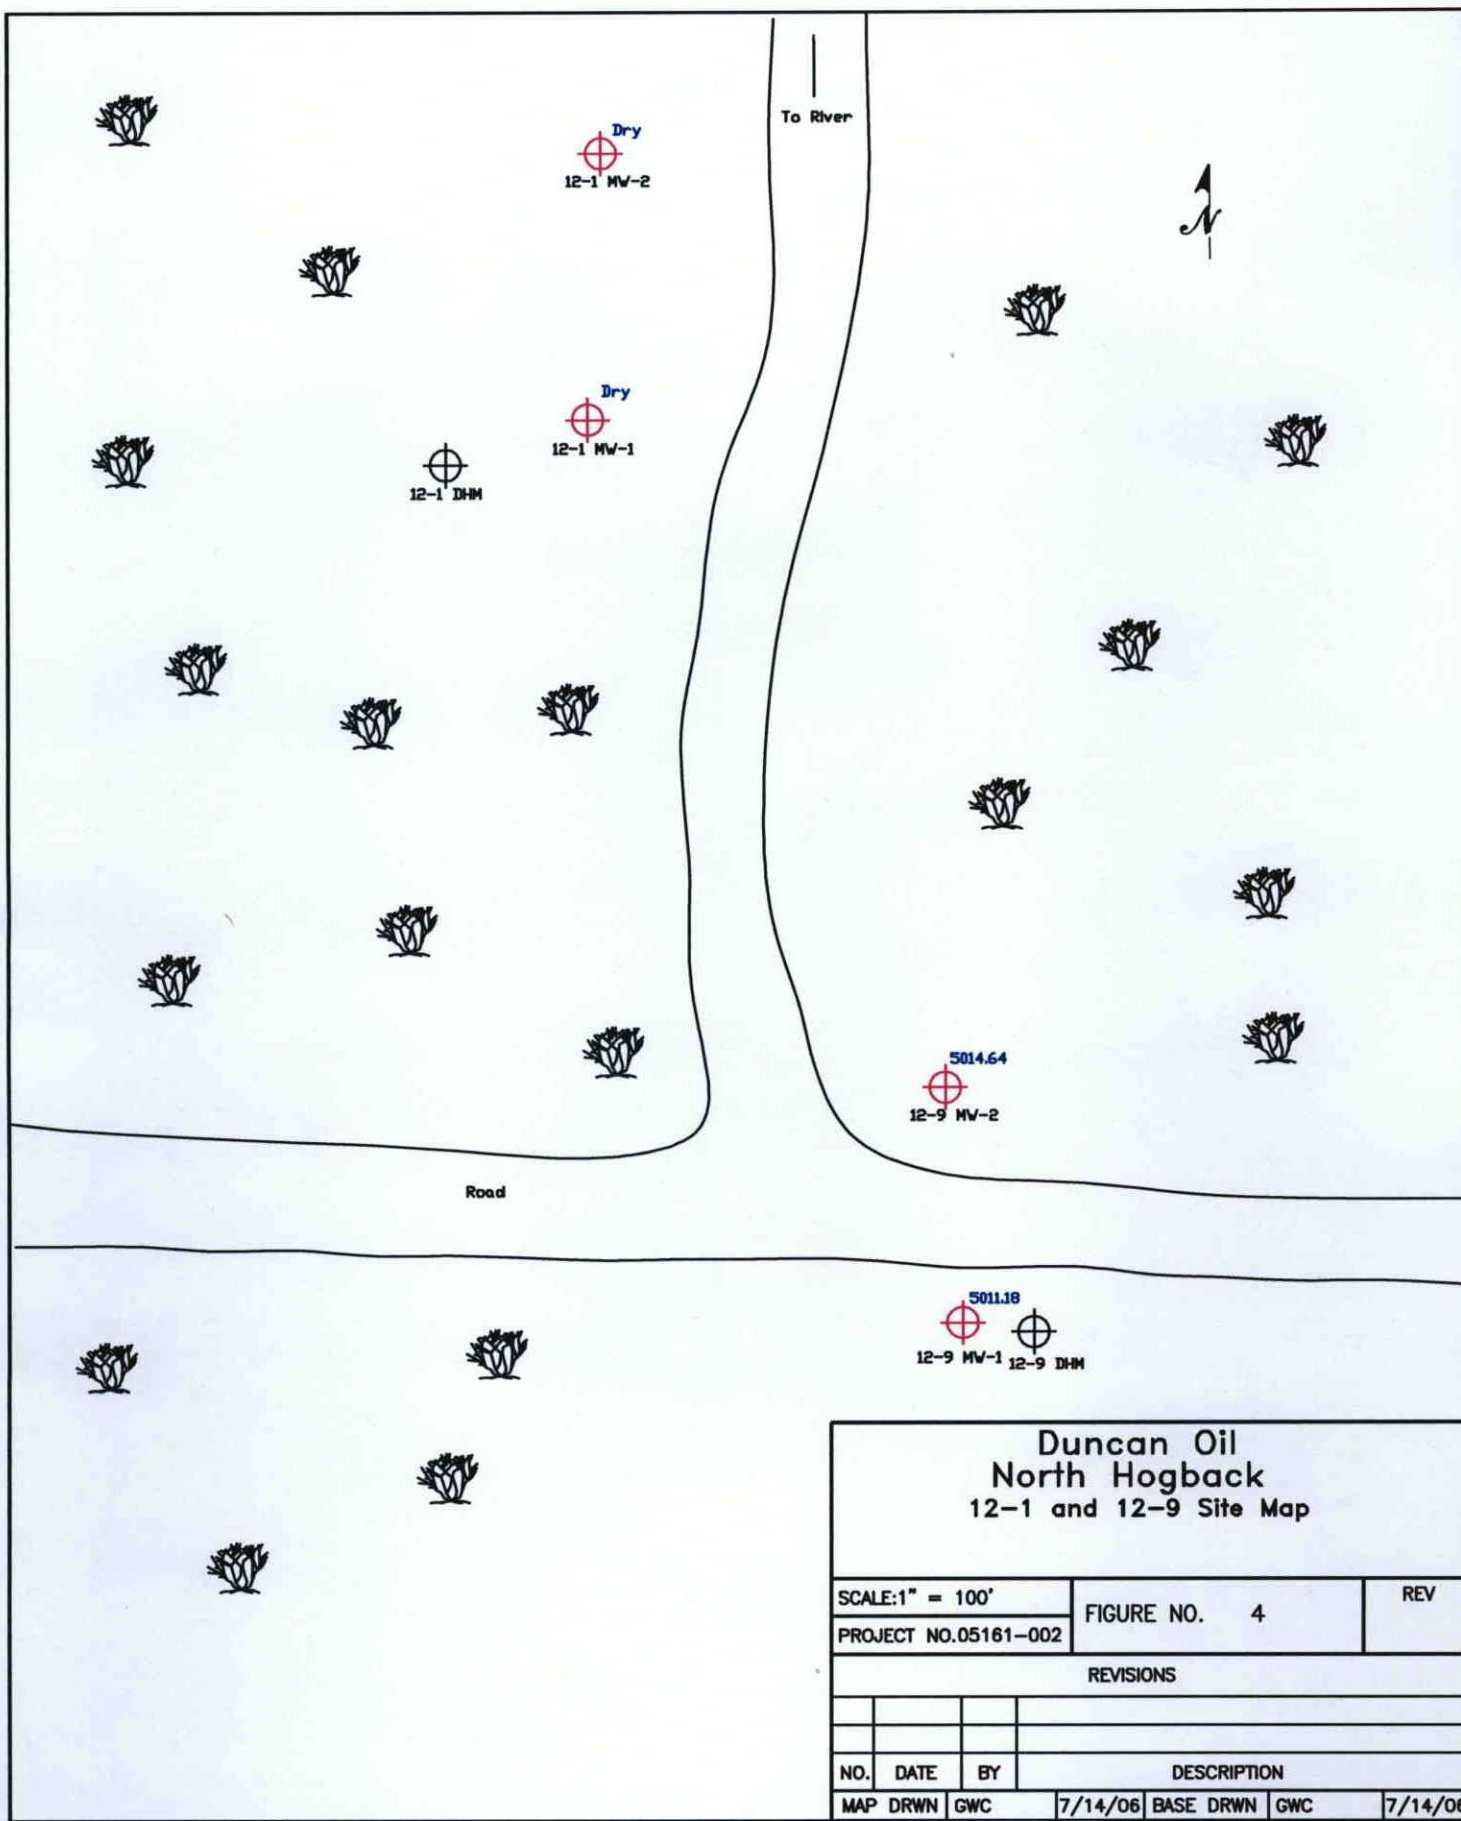 To River
Dry
12-1 MW-2
N
Dry
12-1 MW-1
12-1 DHM
5014.64
12-9 MW-2
Road
5011.18
12-9 MW-1
12-9 DHM
Duncan Oil
North Hogback
12-1 and 12-9 Site Map
SCALE:1" = 100'
FIGURE NO. 4
REV
PROJECT NO.05161-002
REVISIONS
NO. DATE BY DESCRIPTION
MAP DRWN GWC 7/14/06 BASE DRWN GWC 7/14/06